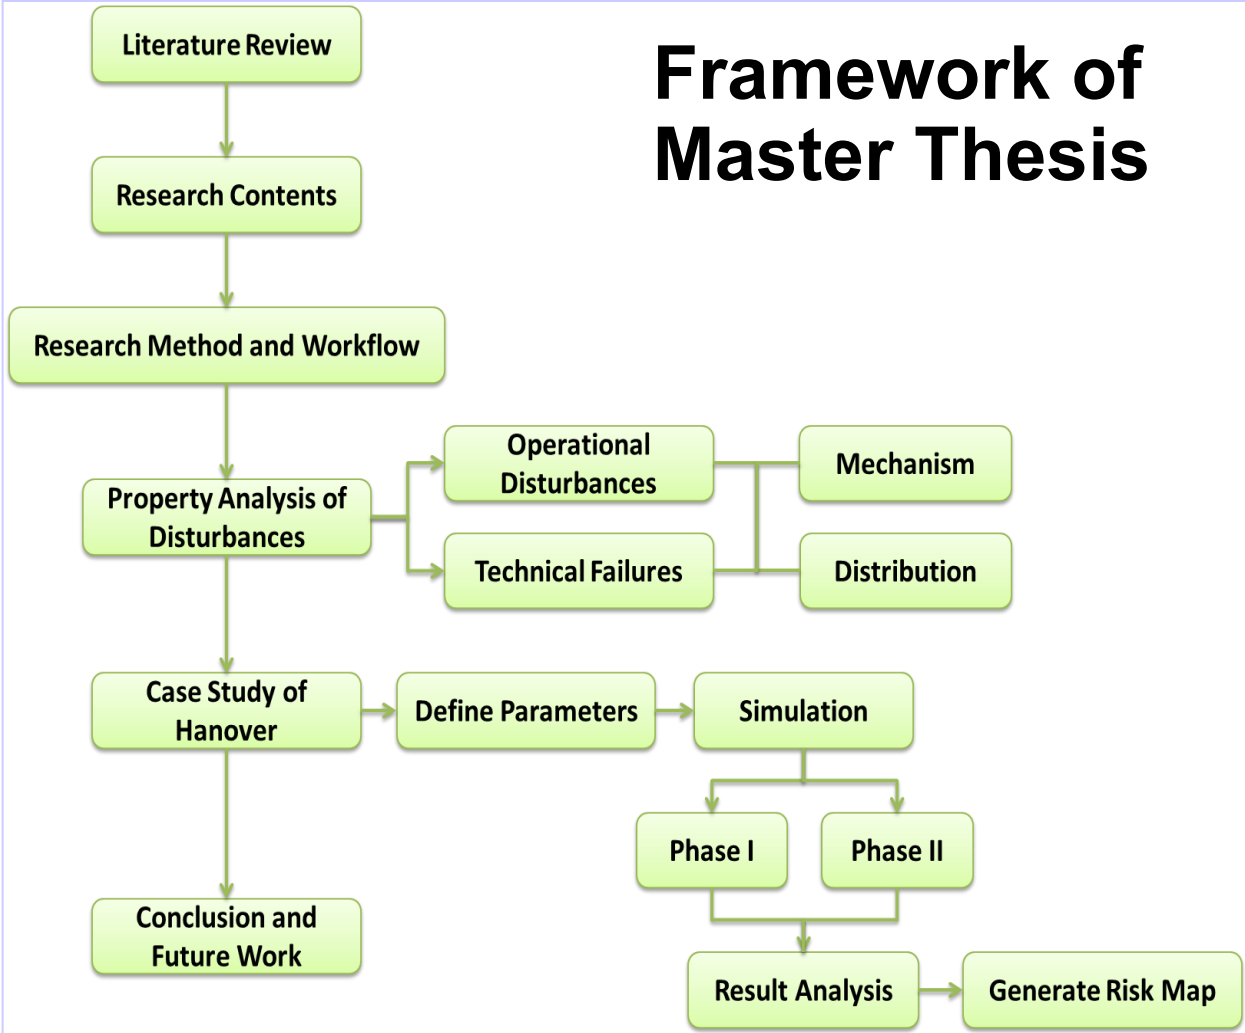 Framework of
Master Thesis
Literature Review
Research Contents
Research Method and Workflow
Property Analysis of
Disturbances
Operational
Disturbances
Mechanism
Technical Failures
Distribution
Case Study of
Hanover
Define Parameters
Simulation
Phase I
Phase II
Conclusion and
Future Work
Result Analysis
Generate Risk Map